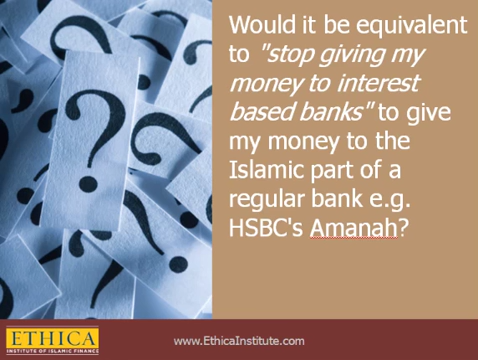 Would it be equivalent
to "stop giving my
money to interest
based banks" to give
my money to the
Islamic part of a
regular bank e.g.
HSBC's Amanah?
ETHICA
INSTITUTE OF ISLAMIC FINANCE
www.EthicaInstitute.com